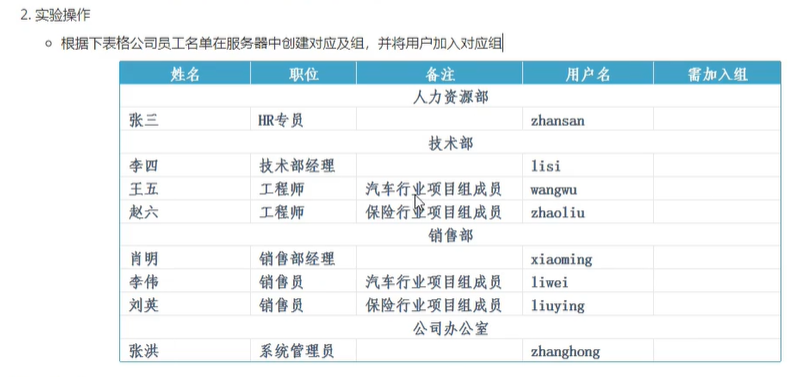 2. 实验操作
根据下表格公司员工名单在服务器中创建对应及组，并将用户加入对应组
姓名 职位 备注 用户名 需加入组
人力资源部
张三 HR专员 zhansan
技术部
李四 技术部经理 lisi
王五 工程师 汽车行业项目组成员 wangwu
赵六 工程师 保险行业项目组成员 zhaoliu
销售部
肖明 销售部经理 xiaoming
李伟 销售员 汽车行业项目组成员 liwei
刘英 销售员 保险行业项目组成员 liuying
公司办公室
张洪 系统管理员 zhanghong